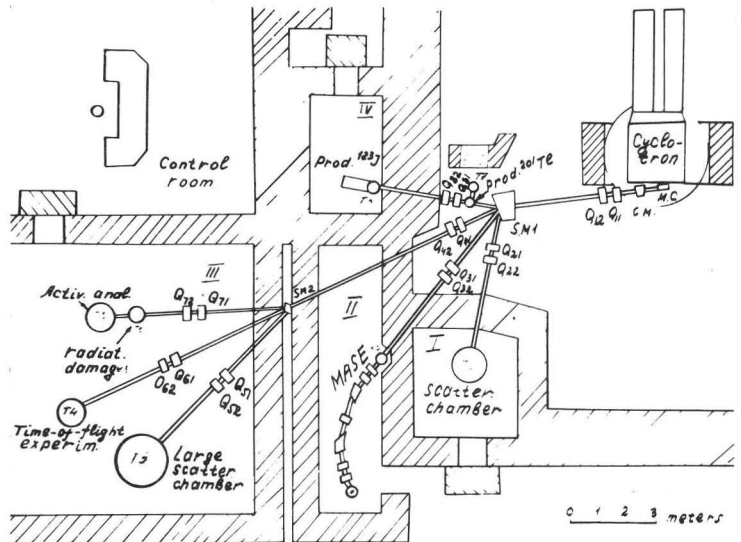 IV
Prod. 123J
Control
room
Cyclo-
tron
prod. 201Tl
M.C.
C.M.
Q12 Q11
SM1
Q42 Q41
Q21
Q22
Q31
Q32
III
Activ. anal.
Q72 Q71
SM2
radiat.
damage
II
I
MASE
Q62 Q61
Q51
Q52
T4
Time-of-flight
experim.
Large
scatter
chamber
Scatter.
chamber
0 1 2 3 meters